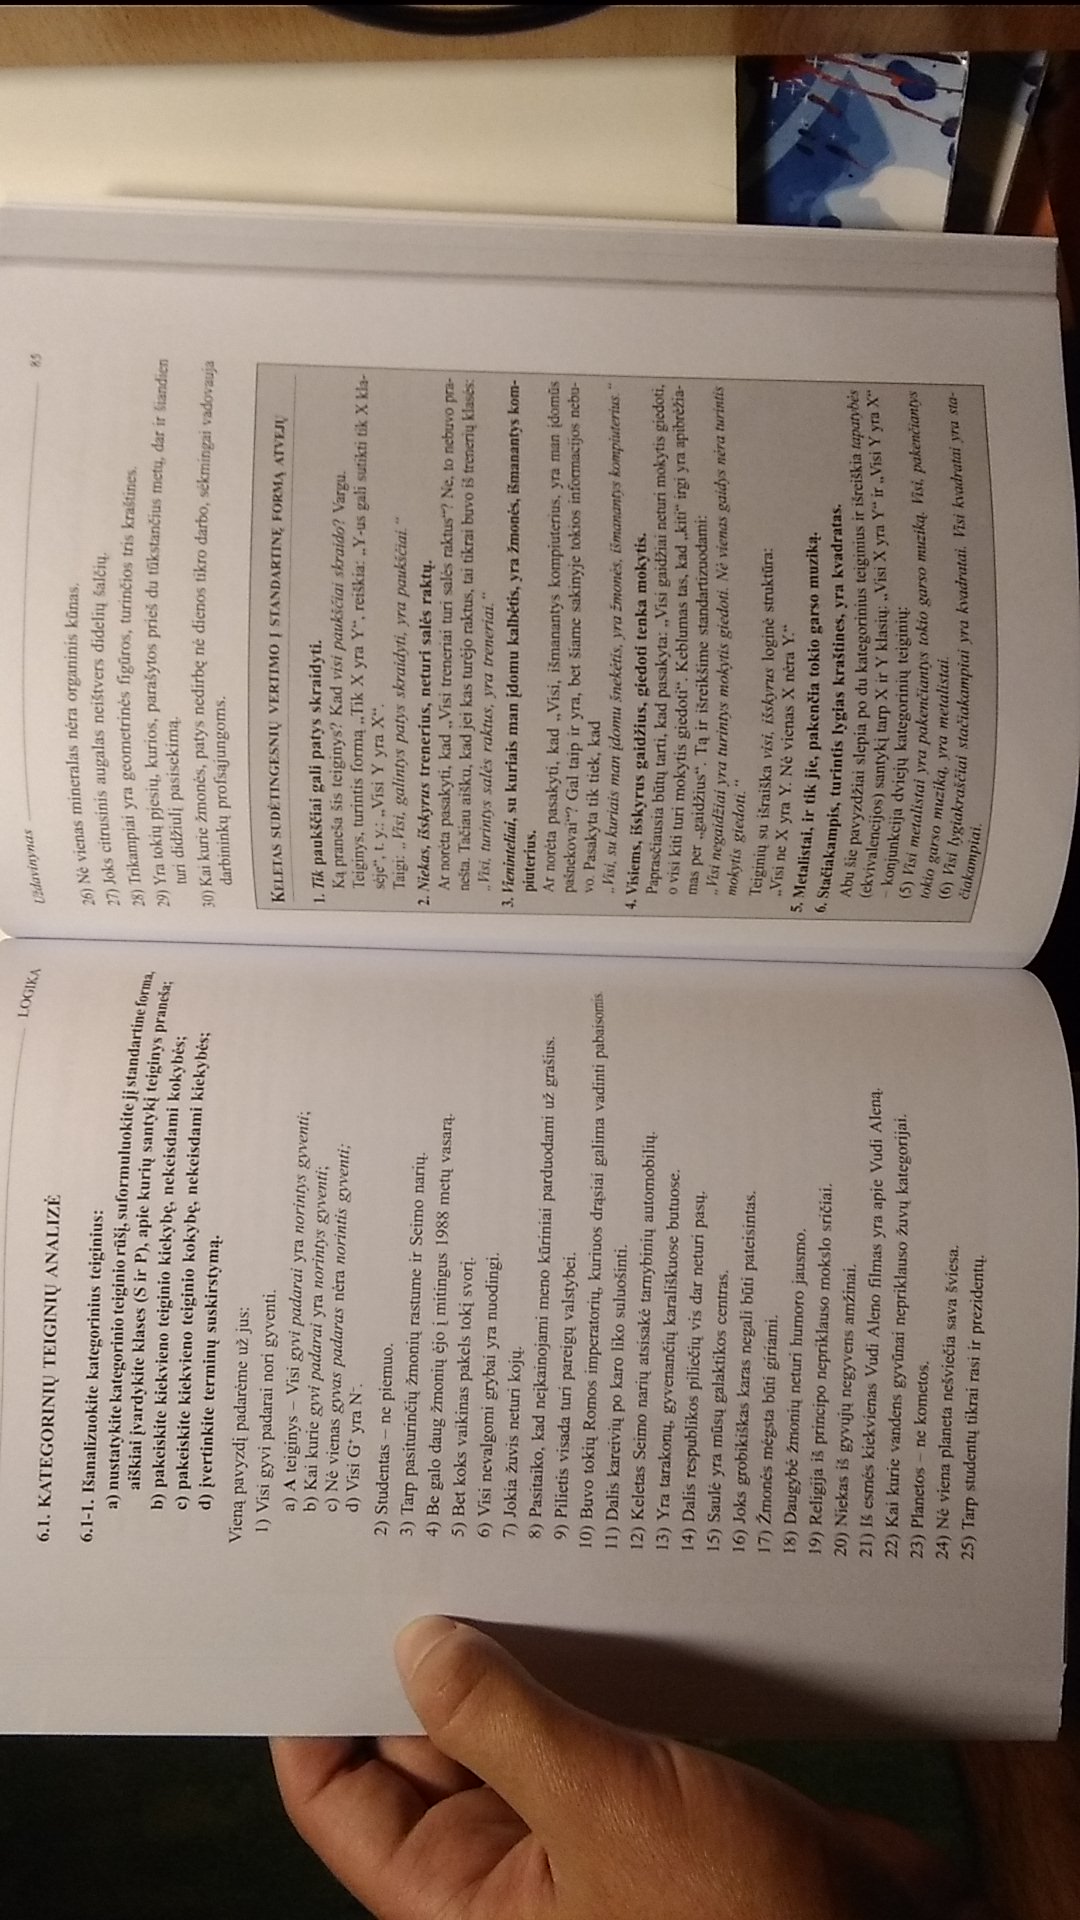 LOGIKA
6.1. KATEGORINIŲ TEIGINIŲ ANALIZĖ
6.1-1. Išanalizuokite kategorinius teiginius:
a) nustatykite kategorinio teiginio rūšį, suformuluokite jį standartine forma,
aiškiai įvardykite klases (S ir P), apie kurių santykį teiginys praneša;
b) pakeiskite kiekvieno teiginio kiekybę, nekeisdami kokybės;
c) pakeiskite kiekvieno teiginio kokybę, nekeisdami kiekybės;
d) įvertinkite terminų suskirstymą.
Vieną pavyzdį padarėme už jus:
1) Visi gyvi padarai nori gyventi.
a) A teiginys – Visi gyvi padarai yra norintys gyventi;
b) Kai kurie gyvi padarai yra norintys gyventi;
c) Nė vienas gyvas padaras nėra norintis gyventi;
d) Visi G⁺ yra N⁻.
2) Studentas – ne piemuo.
3) Tarp pasiturinčių žmonių rastume ir Seimo narių.
4) Be galo daug žmonių ėjo į mitingus 1988 metų vasarą.
5) Bet koks vaikinas pakels tokį svorį.
6) Visi nevalgomi grybai yra nuodingi.
7) Jokia žuvis neturi kojų.
8) Pasitaiko, kad neįkainojami meno kūriniai parduodami už grašius.
9) Pilietis visada turi pareigų valstybei.
10) Buvo tokių Romos imperatorių, kuriuos drąsiai galima vadinti pabaisomis
11) Dalis kareivių po karo liko suluošinti.
12) Keletas Seimo narių atsisakė tarnybinių automobilių.
13) Yra tarakonų, gyvenančių karališkuose butuose.
14) Dalis respublikos piliečių vis dar neturi pasų.
15) Saulė yra mūsų galaktikos centras.
16) Joks grobikiškas karas negali būti pateisintas.
17) Žmonės mėgsta būti giriami.
18) Daugybė žmonių neturi humoro jausmo.
19) Religija iš principo nepriklauso mokslo sričiai.
20) Niekas iš gyvųjų negyvens amžinai.
21) Iš esmės kiekvienas Vudi Aleno filmas yra apie Vudi Aleną.
22) Kai kurie vandens gyvūnai nepriklauso žuvų kategorijai.
23) Planetos – ne kometos.
24) Nė viena planeta nešviečia sava šviesa.
25) Tarp studentų tikrai rasi ir prezidentų.
Uždavinynas 85
26) Nė vienas mineralas nėra organinis kūnas.
27) Joks citrusinis augalas neištvers didelių šalčių.
28) Trikampiai yra geometrinės figūros, turinčios tris kraštines.
29) Yra tokių pjesių, kurios, parašytos prieš du tūkstančius metų, dar ir šiandien
turi didžiulį pasisekimą.
30) Kai kurie žmonės, patys nedirbę nė dienos tikro darbo, sėkmingai vadovauja
darbininkų profsąjungoms.
KELETAS SUDĖTINGESNIŲ VERTIMO Į STANDARTINĘ FORMĄ ATVEJŲ
1. Tik paukščiai gali patys skraidyti.
Ką praneša šis teiginys? Kad visi paukščiai skraido? Vargu.
Teiginys, turintis formą „Tik X yra Y“, reiškia: „Y-us gali sutikti tik X kla-
sėje“, t. y.: „Visi Y yra X“.
Taigi: „Visi, galintys patys skraidyti, yra paukščiai.“
2. Niekas, išskyrus trenerius, neturi salės raktų.
Ar norėta pasakyti, kad „Visi treneriai turi salės raktus“? Ne, to nebuvo pra-
nešta. Tačiau aišku, kad jei kas turėjo raktus, tai tikrai buvo iš trenerių klasės:
„Visi, turintys salės raktus, yra treneriai.“
3. Vieninteliai, su kuriais man įdomu kalbėtis, yra žmonės, išmanantys kom-
piuterius.
Ar norėta pasakyti, kad „Visi, išmanantys kompiuterius, yra man įdomūs
pašnekovai“? Gal taip ir yra, bet šiame sakinyje tokios informacijos nebu-
vo. Pasakyta tik tiek, kad
„Visi, su kuriais man įdomu šnekėtis, yra žmonės, išmanantys kompiuterius.“
4. Visiems, išskyrus gaidžius, giedoti tenka mokytis.
Paprasčiausia būtų tarti, kad pasakyta: „Visi gaidžiai neturi mokytis giedoti,
o visi kiti turi mokytis giedoti“. Keblumas tas, kad „kiti“ irgi yra apibrėžia-
mas per „gaidžius“. Tą ir išreikšime standartizuodami:
„Visi negaidžiai yra turintys mokytis giedoti. Nė vienas gaidys nėra turintis
mokytis giedoti.“
Teiginių su išraiška visi, išskyrus loginė struktūra:
„Visi ne X yra Y. Nė vienas X nėra Y.“
5. Metalistai, ir tik jie, pakenčia tokio garso muziką.
6. Stačiakampis, turintis lygias kraštines, yra kvadratas.
Abu šie pavyzdžiai slepia po du kategorinius teiginius ir išreiškia tapatybės
(ekvivalencijos) santykį tarp X ir Y klasių: „Visi X yra Y“ ir „Visi Y yra X“
– konjunkcija dviejų kategorinių teiginių:
(5) Visi metalistai yra pakenčiantys tokio garso muziką. Visi, pakenčiantys
tokio garso muziką, yra metalistai.
(6) Visi lygiakraščiai stačiakampiai yra kvadratai. Visi kvadratai yra sta-
čiakampiai.